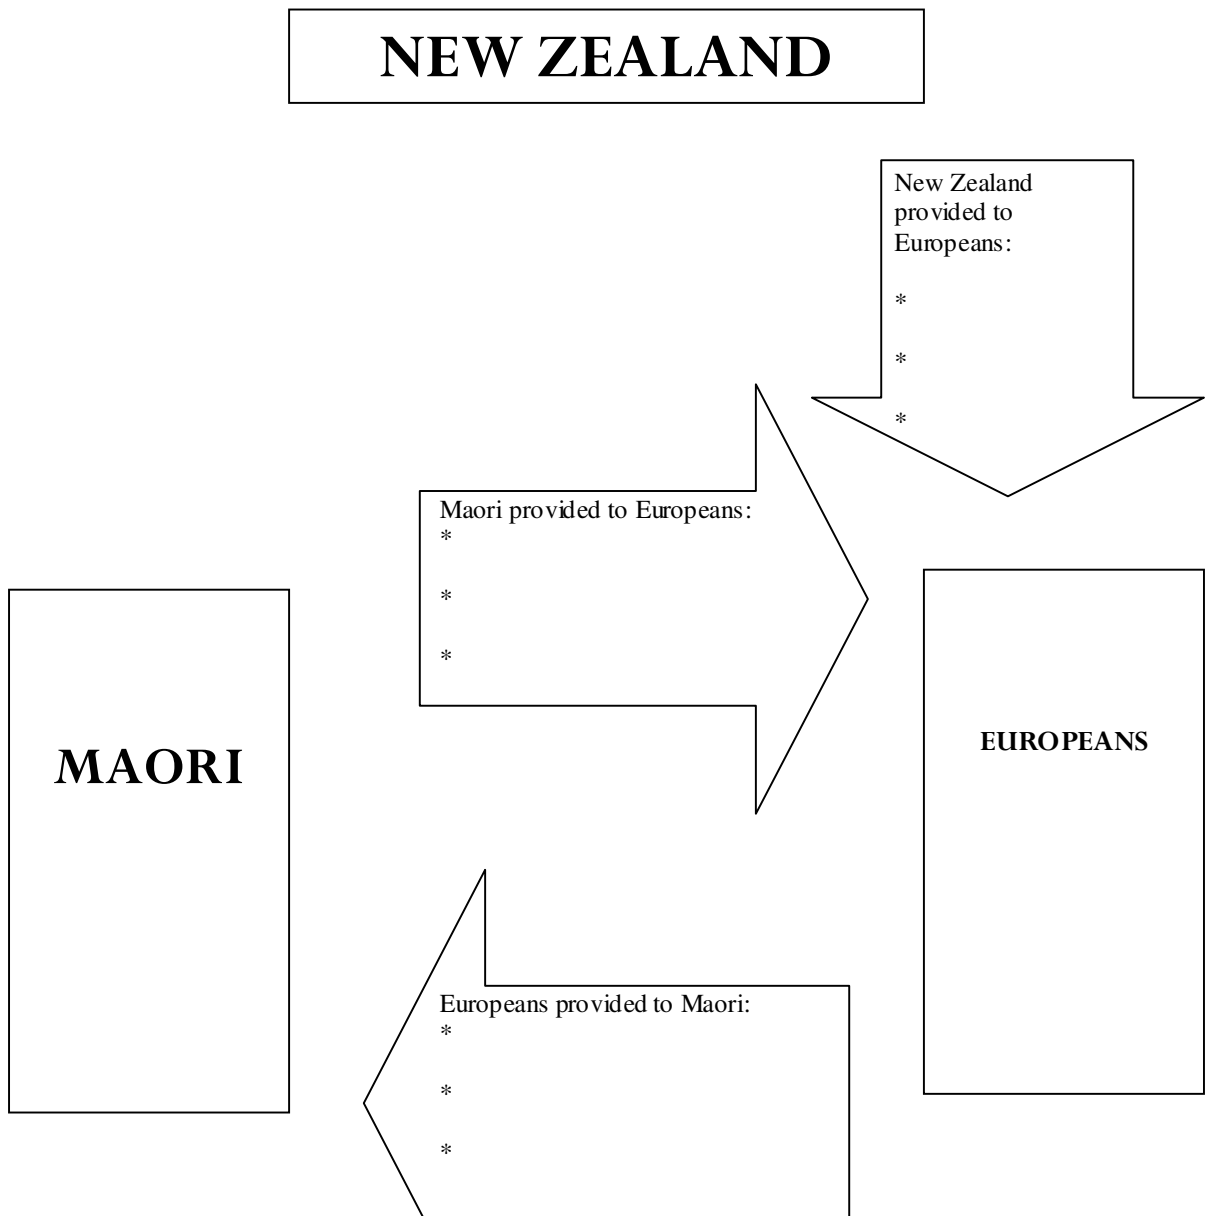 NEW ZEALAND
New Zealand
provided to
Europeans:
*
*
*
Maori provided to Europeans:
*
*
*
MAORI
EUROPEANS
Europeans provided to Maori:
*
*
*